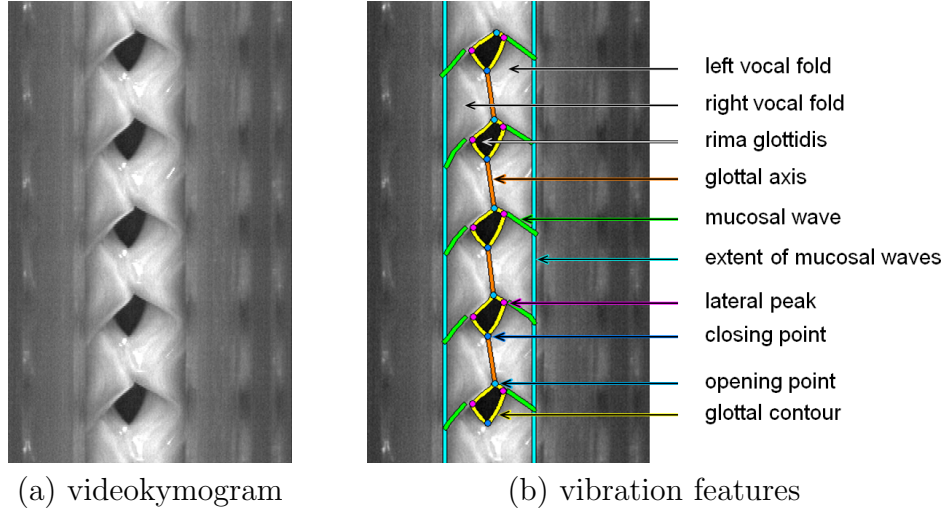 left vocal fold
right vocal fold
rima glottidis
glottal axis
mucosal wave
extent of mucosal waves
lateral peak
closing point
opening point
glottal contour
(a) videokymogram
(b) vibration features